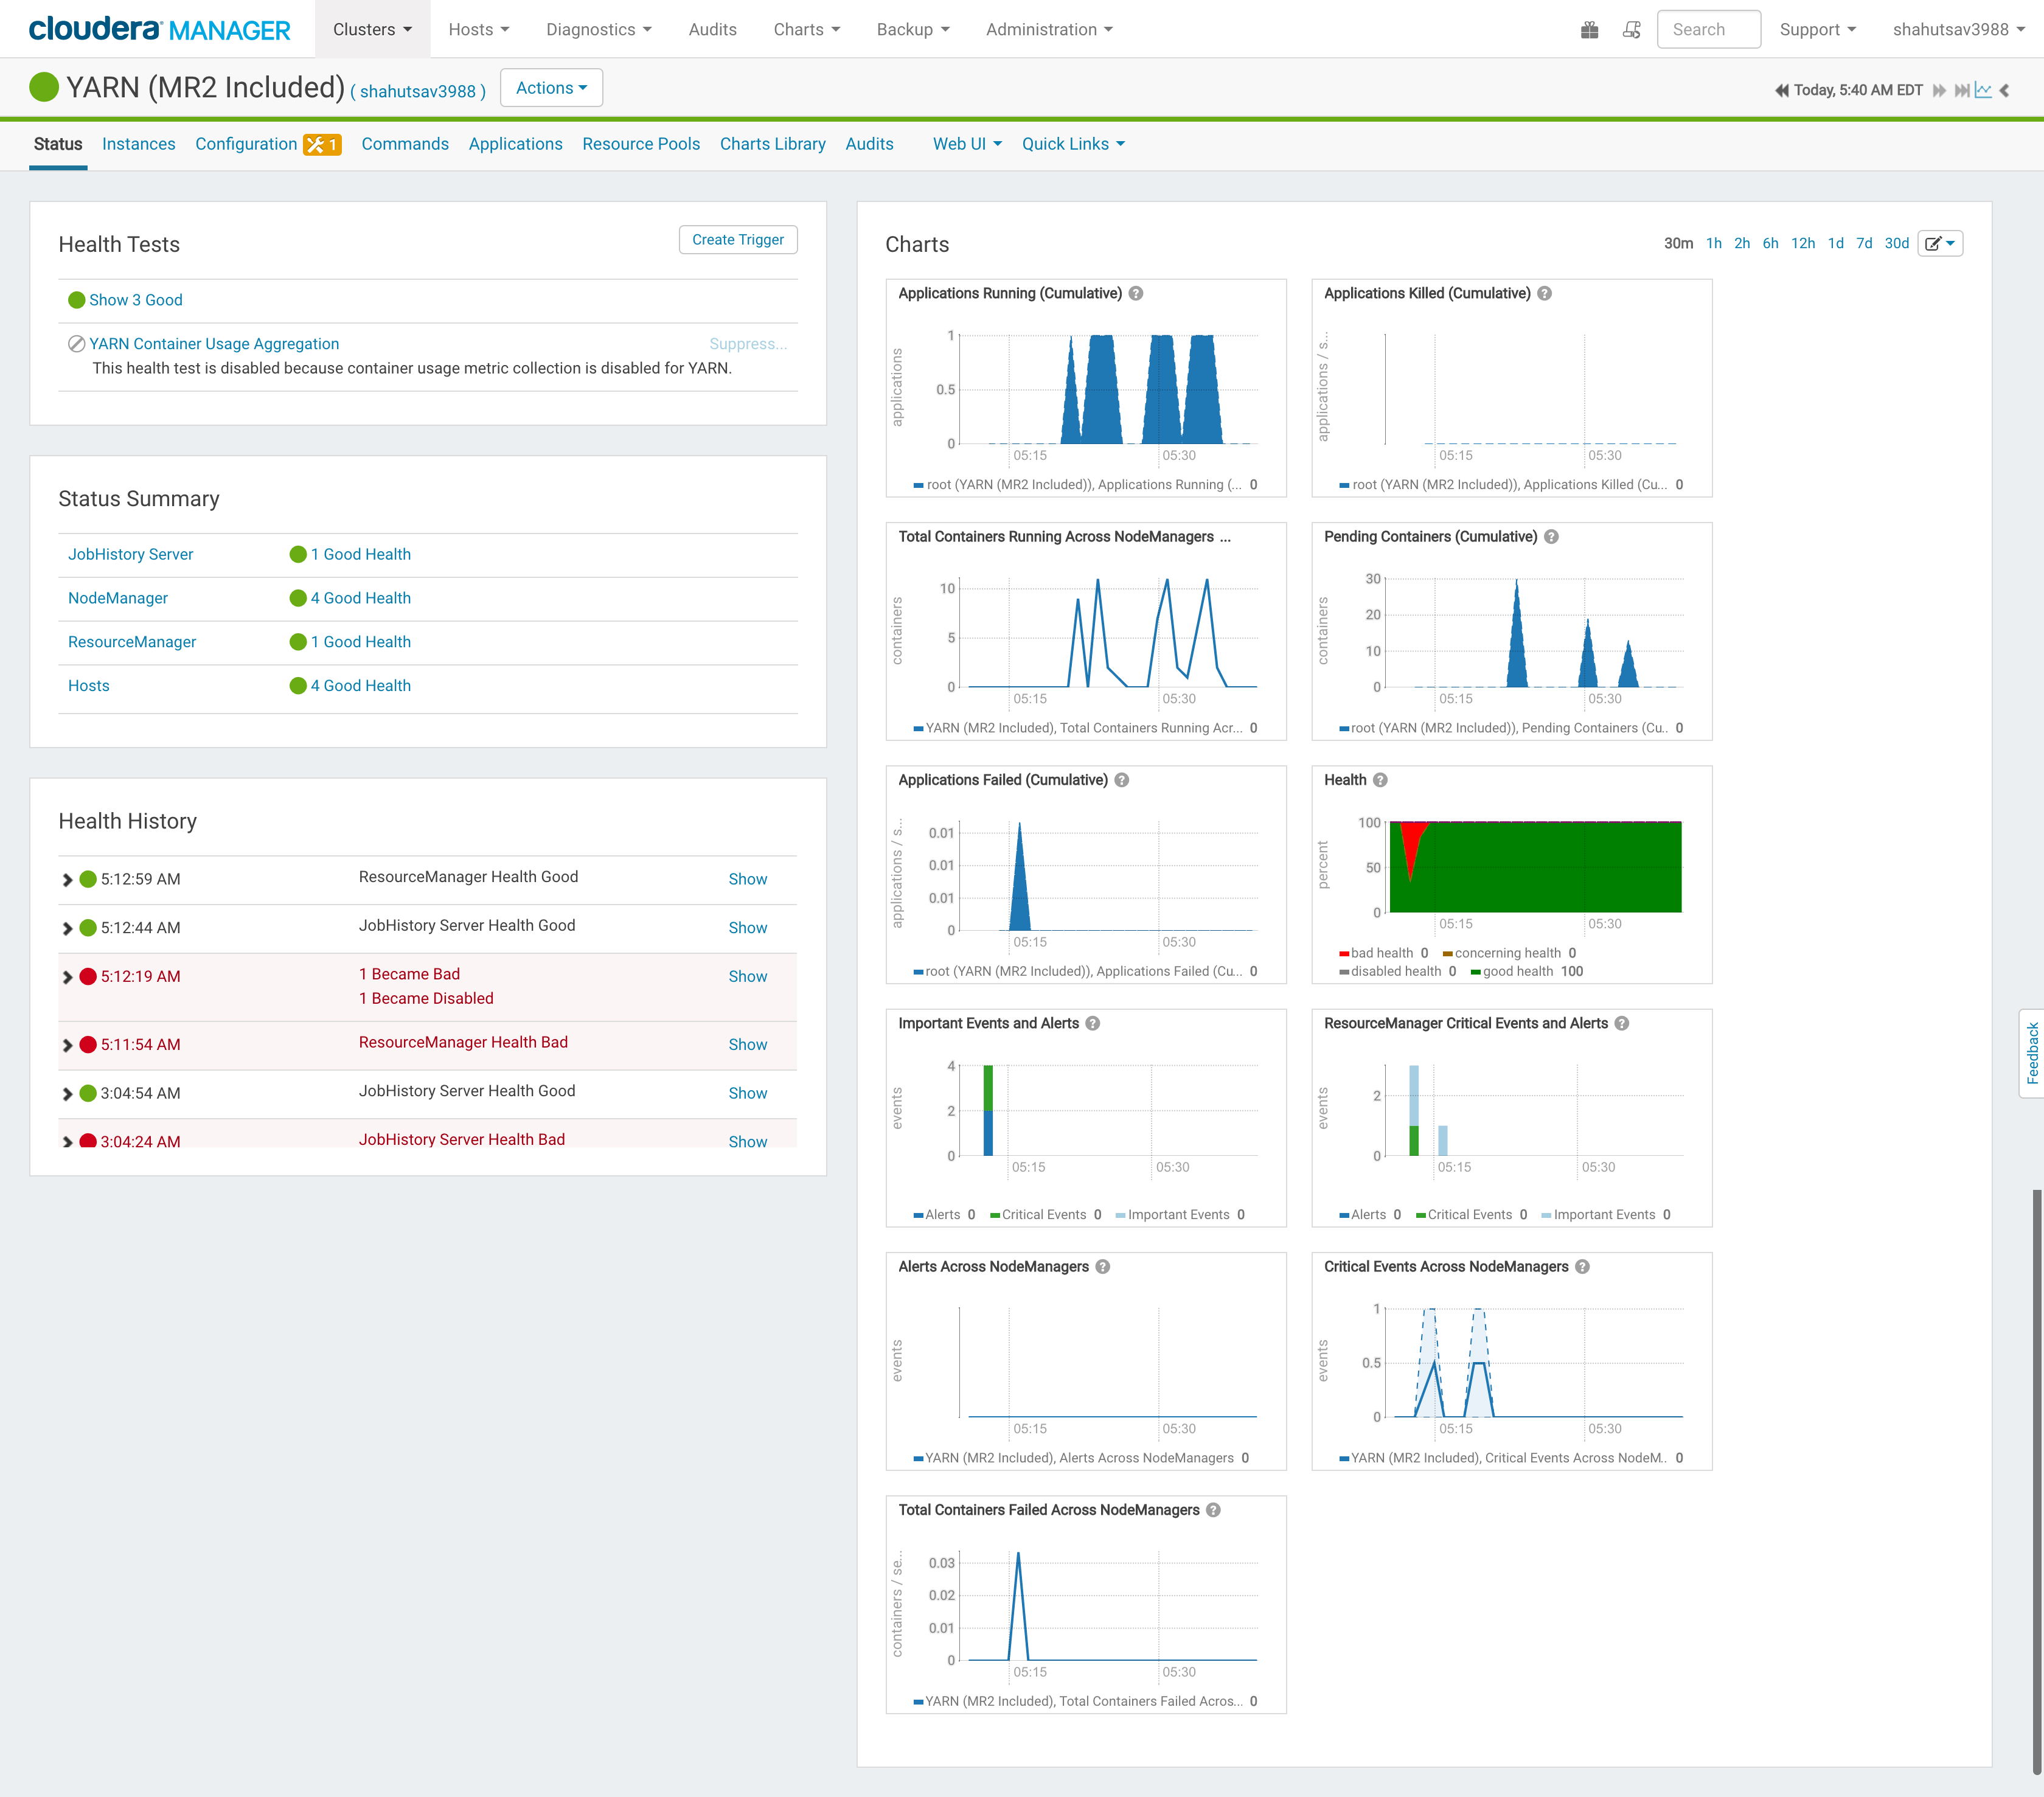 cloudera MANAGER
Clusters
Hosts
Diagnostics
Audits
Charts
Backup
Administration
Search
Support
shahutsav3988
YARN (MR2 Included) ( shahutsav3988 )
Actions
Today, 5:40 AM EDT
Status
Instances
Configuration 1
Commands
Applications
Resource Pools
Charts Library
Audits
Web UI
Quick Links
Health Tests
Create Trigger
Show 3 Good
YARN Container Usage Aggregation
Suppress...
This health test is disabled because container usage metric collection is disabled for YARN.
Status Summary
JobHistory Server 1 Good Health
NodeManager 4 Good Health
ResourceManager 1 Good Health
Hosts 4 Good Health
Health History
5:12:59 AM ResourceManager Health Good Show
5:12:44 AM JobHistory Server Health Good Show
5:12:19 AM 1 Became Bad Show
1 Became Disabled
5:11:54 AM ResourceManager Health Bad Show
3:04:54 AM JobHistory Server Health Good Show
3:04:24 AM JobHistory Server Health Bad Show
Charts
30m 1h 2h 6h 12h 1d 7d 30d
Applications Running (Cumulative) ?
applications
1
0.5
0
05:15 05:30
root (YARN (MR2 Included)), Applications Running (... 0
Applications Killed (Cumulative) ?
applications / s...
05:15 05:30
root (YARN (MR2 Included)), Applications Killed (Cu... 0
Total Containers Running Across NodeManagers ...
containers
10
5
0
05:15 05:30
YARN (MR2 Included), Total Containers Running Acr... 0
Pending Containers (Cumulative) ?
containers
30
20
10
0
05:15 05:30
root (YARN (MR2 Included)), Pending Containers (Cu.. 0
Applications Failed (Cumulative) ?
applications / s...
0.01
0.01
0.01
0
05:15 05:30
root (YARN (MR2 Included)), Applications Failed (Cu... 0
Health ?
percent
100
50
0
05:15 05:30
bad health 0 concerning health 0
disabled health 0 good health 100
Important Events and Alerts ?
events
4
2
0
05:15 05:30
Alerts 0 Critical Events 0 Important Events 0
ResourceManager Critical Events and Alerts ?
events
2
0
05:15 05:30
Alerts 0 Critical Events 0 Important Events 0
Alerts Across NodeManagers ?
events
05:15 05:30
YARN (MR2 Included), Alerts Across NodeManagers 0
Critical Events Across NodeManagers ?
events
1
0.5
0
05:15 05:30
YARN (MR2 Included), Critical Events Across NodeM.. 0
Total Containers Failed Across NodeManagers ?
containers / se...
0.03
0.02
0.01
0
05:15 05:30
YARN (MR2 Included), Total Containers Failed Acros... 0
Feedback